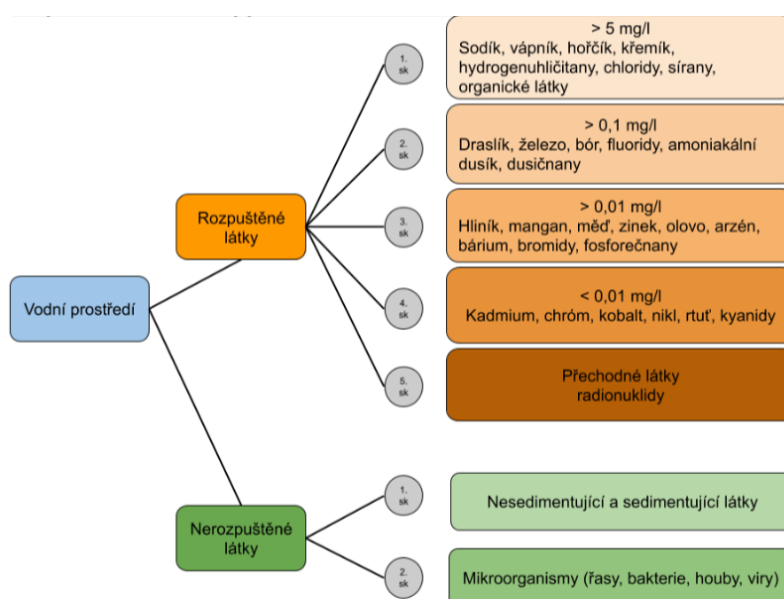 > 5 mg/l
Sodík, vápník, hořčík, křemík,
hydrogenuhličitany, chloridy, sírany,
organické látky
1.
sk
> 0,1 mg/l
Draslík, železo, bór, fluoridy, amoniakální
dusík, dusičnany
2.
sk
Rozpuštěné
látky
> 0,01 mg/l
Hliník, mangan, měď, zinek, olovo, arzén,
bárium, bromidy, fosforečnany
3.
sk
Vodní prostředí
< 0,01 mg/l
Kadmium, chróm, kobalt, nikl, rtuť, kyanidy
4.
sk
Přechodné látky
radionuklidy
5.
sk
1.
sk
Nesedimentující a sedimentující látky
Nerozpuštěné
látky
2.
sk
Mikroorganismy (řasy, bakterie, houby, viry)